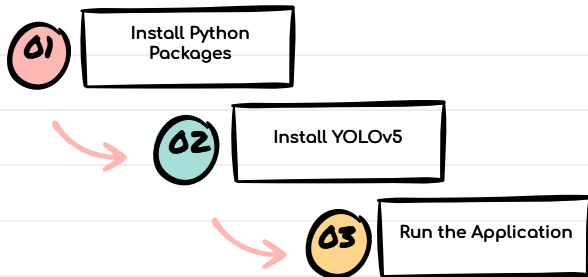 01
Install Python
Packages
02
Install YOLOv5
03
Run the Application